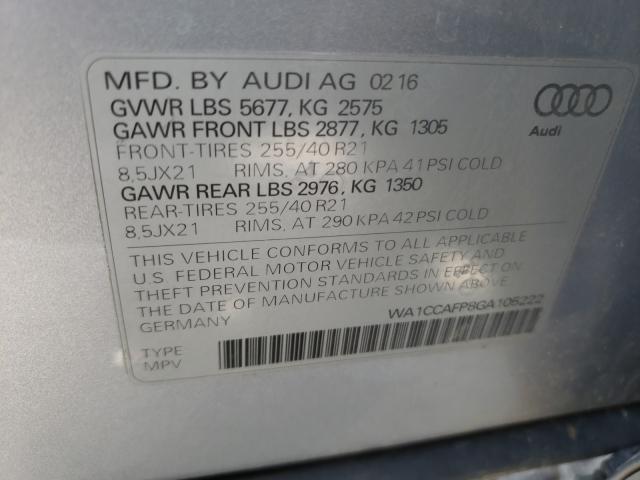 MFD. BY AUDI AG 02 16
GVWR LBS 5677, KG 2575
GAWR FRONT LBS 2877, KG 1305
FRONT-TIRES 255/40 R21
8,5JX21 RIMS, AT 280 KPA 41 PSI COLD
GAWR REAR LBS 2976, KG 1350
REAR-TIRES 255/40 R21
8,5JX21 RIMS, AT 290 KPA 42 PSI COLD
Audi
THIS VEHICLE CONFORMS TO ALL APPLICABLE
U.S. FEDERAL MOTOR VEHICLE SAFETY AND
THEFT PREVENTION STANDARDS IN EFFECT ON
THE DATE OF MANUFACTURE SHOWN ABOVE
GERMANY
WA1CCAFP8GA105222
TYPE
MPV